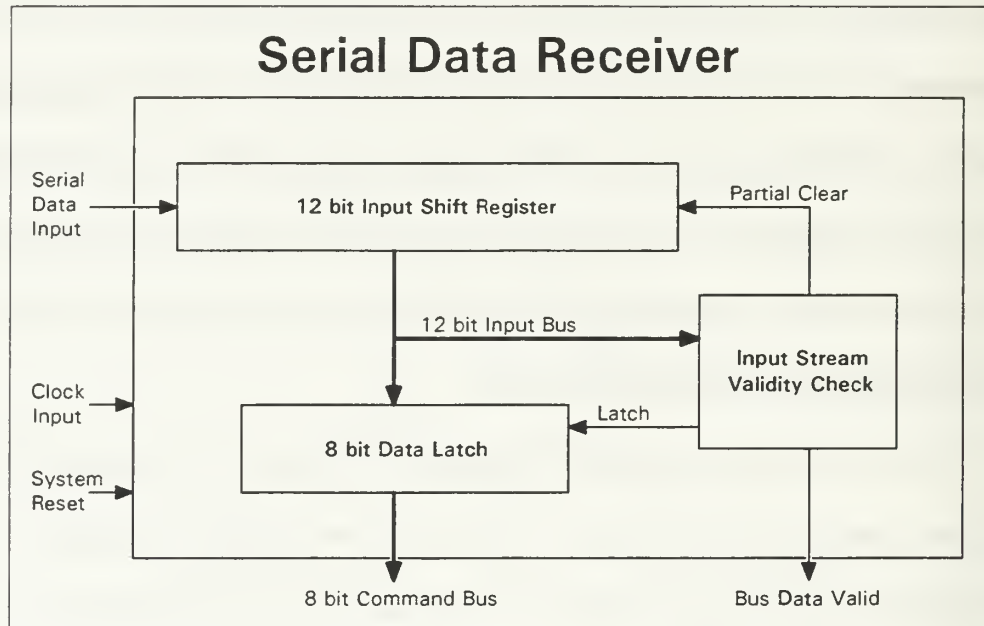 Serial Data Receiver
Serial
Data
Input
12 bit Input Shift Register
Partial Clear
12 bit Input Bus
Input Stream
Validity Check
Clock
Input
Latch
8 bit Data Latch
System
Reset
8 bit Command Bus
Bus Data Valid